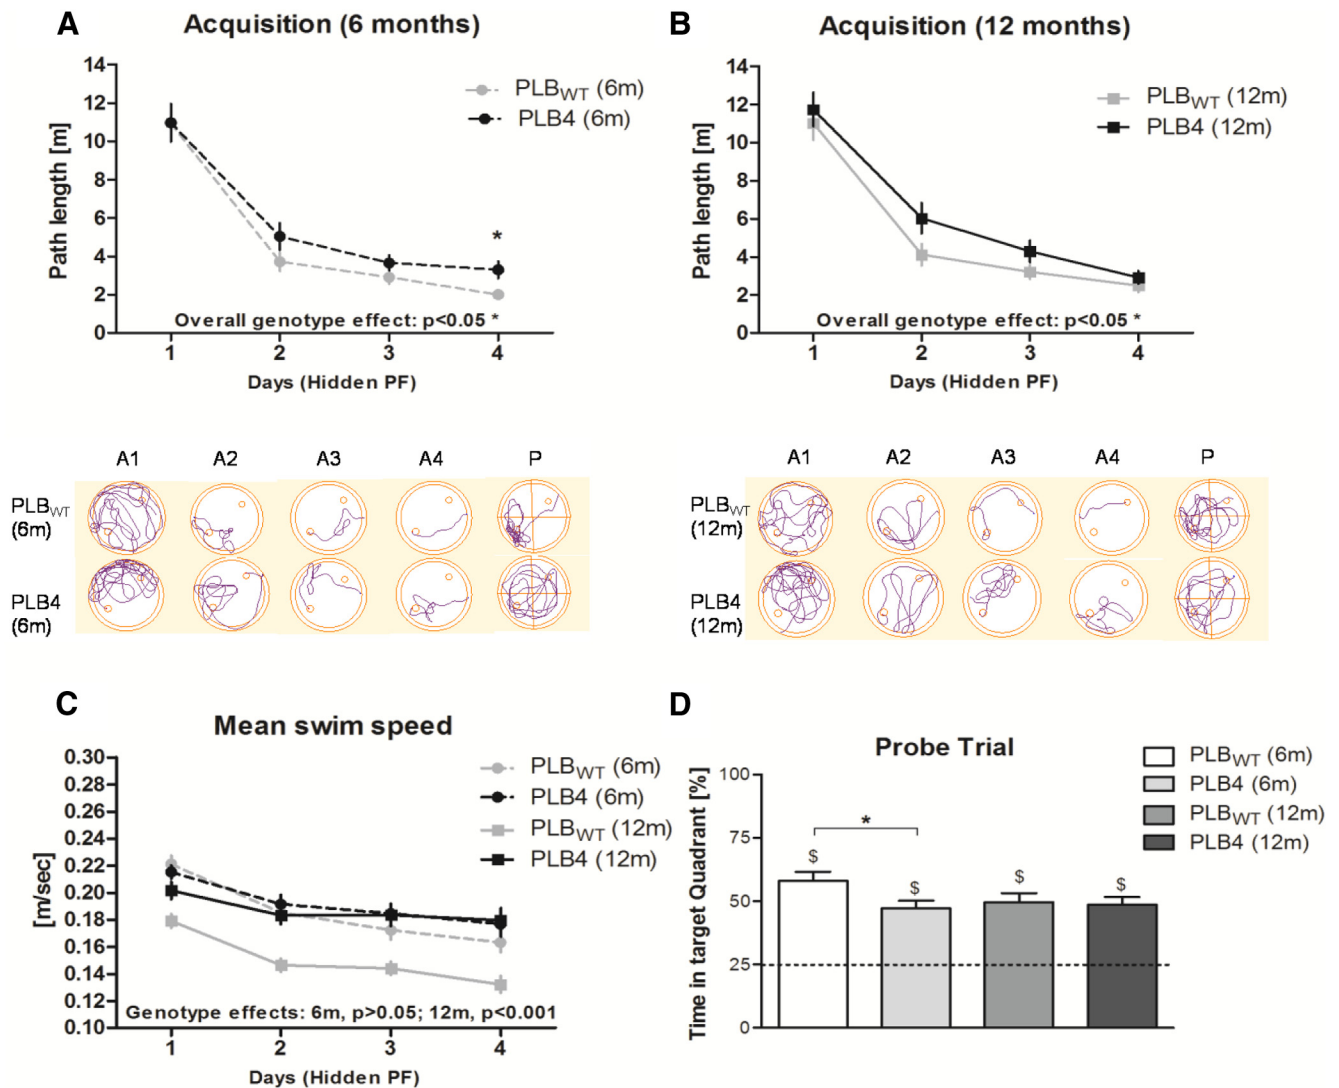 A
Acquisition (6 months)
14
12
10
8
6
4
2
0
Path length [m]
PLBWT (6m)
PLB4 (6m)
*
Overall genotype effect: p<0.05 *
1 2 3 4
Days (Hidden PF)
B
Acquisition (12 months)
14
12
10
8
6
4
2
0
Path length [m]
PLBWT (12m)
PLB4 (12m)
Overall genotype effect: p<0.05 *
1 2 3 4
Days (Hidden PF)
A1 A2 A3 A4 P
PLBWT
(6m)
PLB4
(6m)
A1 A2 A3 A4 P
PLBWT
(12m)
PLB4
(12m)
C
Mean swim speed
0.30
0.28
0.26
0.24
0.22
0.20
0.18
0.16
0.14
0.12
0.10
[m/sec]
PLBWT (6m)
PLB4 (6m)
PLBWT (12m)
PLB4 (12m)
Genotype effects: 6m, p>0.05; 12m, p<0.001
1 2 3 4
Days (Hidden PF)
D
Probe Trial
100
75
50
25
0
Time in target Quadrant [%]
*
$ $ $ $
PLBWT (6m)
PLB4 (6m)
PLBWT (12m)
PLB4 (12m)